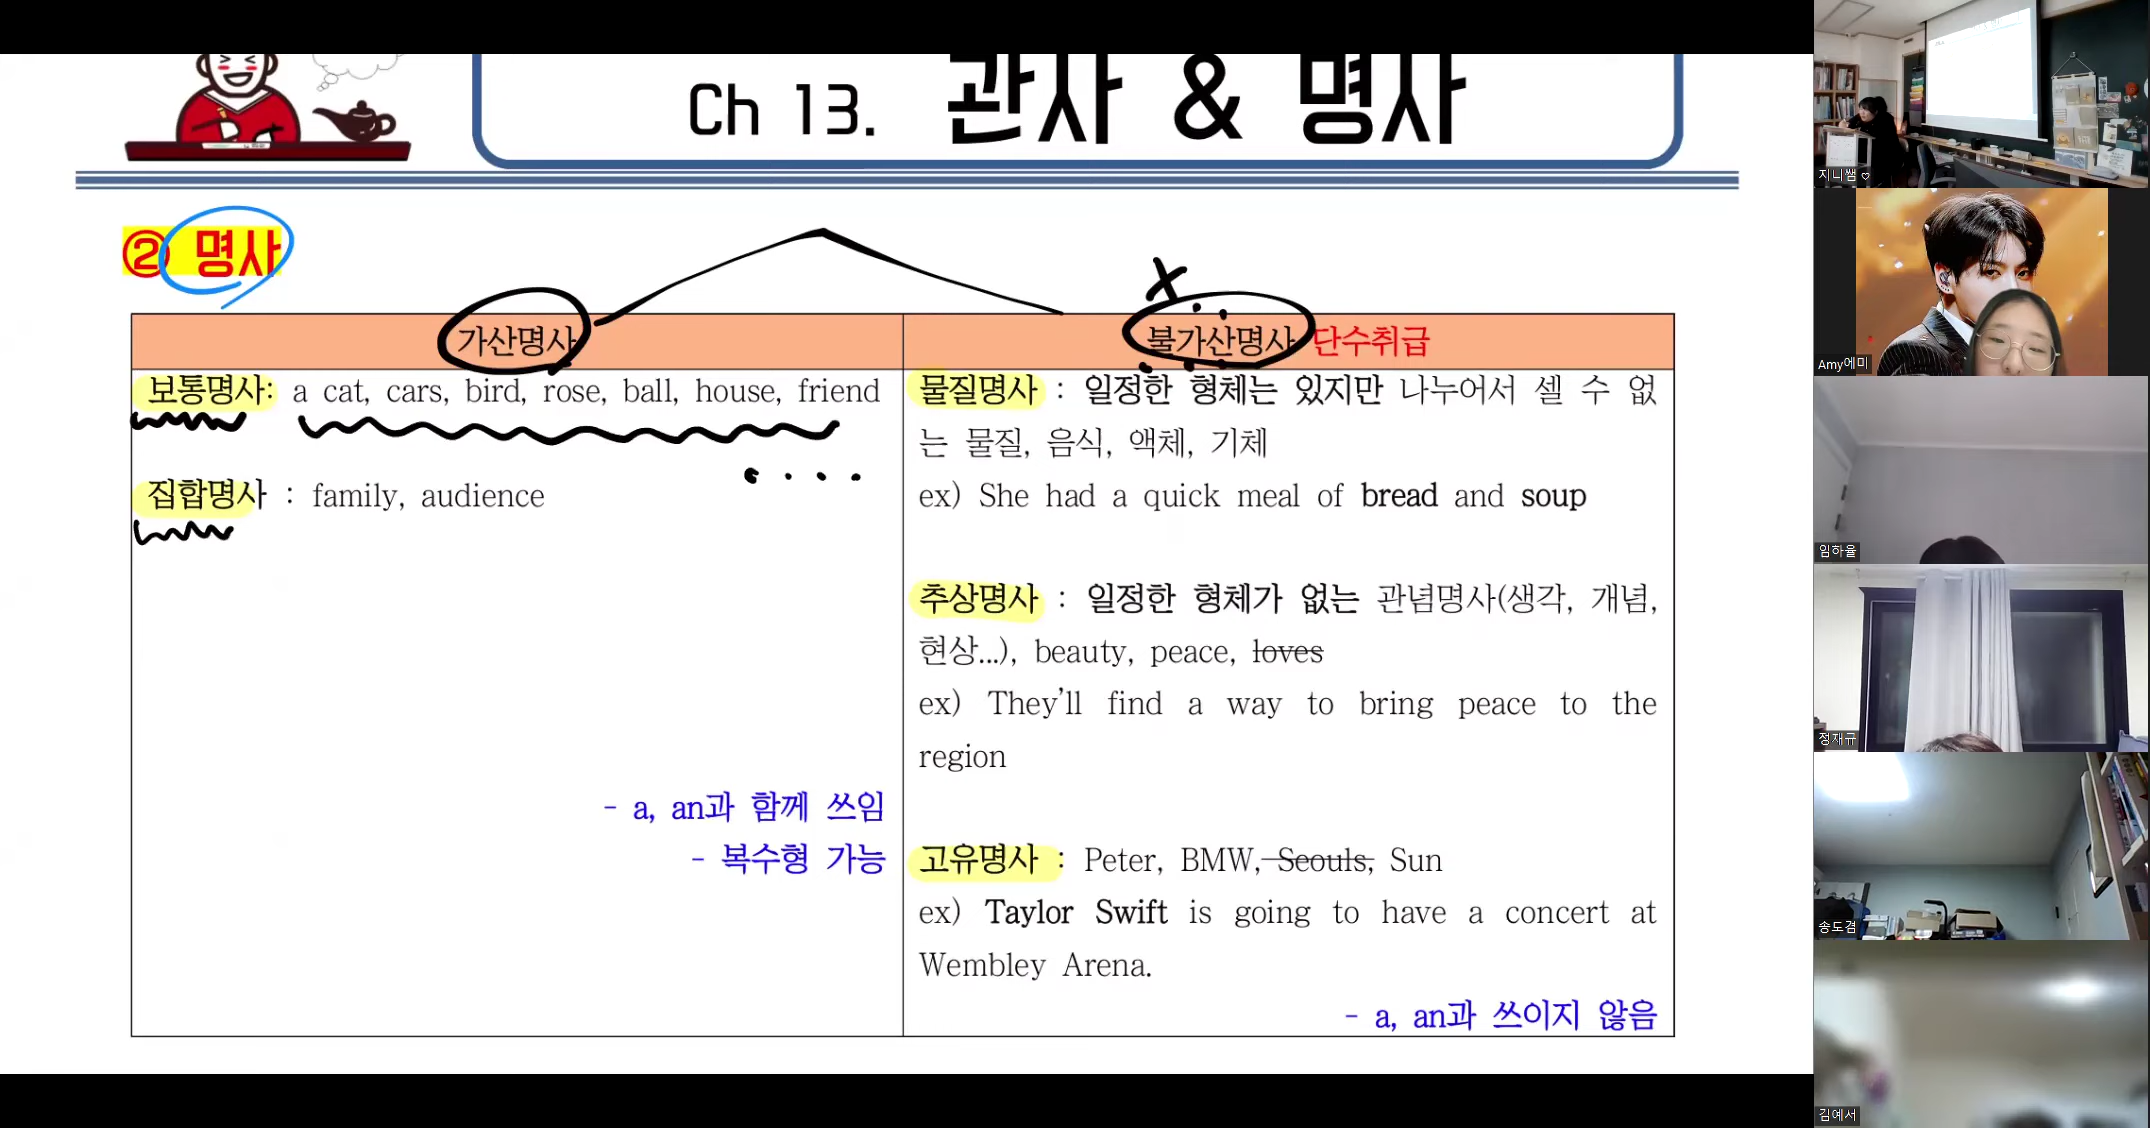 Ch 13. 관사 & 명사
② 명사
가산명사
불가산명사 단수취급
보통명사: a cat, cars, bird, rose, ball, house, friend
집합명사 : family, audience
- a, an과 함께 쓰임
- 복수형 가능
물질명사 : 일정한 형체는 있지만 나누어서 셀 수 없
는 물질, 음식, 액체, 기체
ex) She had a quick meal of bread and soup
추상명사 : 일정한 형체가 없는 관념명사(생각, 개념,
현상...), beauty, peace, loves
ex) They'll find a way to bring peace to the
region
고유명사 : Peter, BMW, Seouls, Sun
ex) Taylor Swift is going to have a concert at
Wembley Arena.
- a, an과 쓰이지 않음
지니쌤♡
Amy에미
임하율
정재규
송도겸
김예서